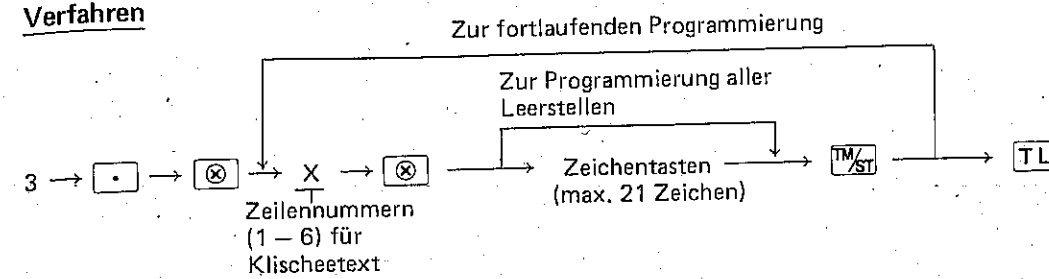 Verfahren
Zur fortlaufenden Programmierung
Zur Programmierung aller
Leerstellen
3 → [·] → [⊗] → X → [⊗] → Zeichentasten → [TM/ST] → [TL
(max. 21 Zeichen)
Zeilennummern
(1 – 6) für
Klischeetext